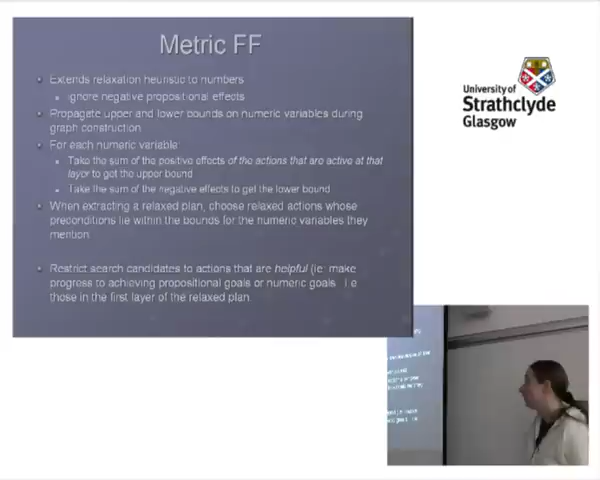 Metric FF
Extends relaxation heuristic to numbers
Ignore negative propositional effects
Propagate upper and lower bounds on numeric variables during
graph construction
For each numeric variable:
Take the sum of the positive effects of the actions that are active at that
layer to get the upper bound
Take the sum of the negative effects to get the lower bound
When extracting a relaxed plan, choose relaxed actions whose
preconditions lie within the bounds for the numeric variables they
mention
Restrict search candidates to actions that are helpful (ie: make
progress to achieving propositional goals or numeric goals. I.e
those in the first layer of the relaxed plan
University of
Strathclyde
Glasgow